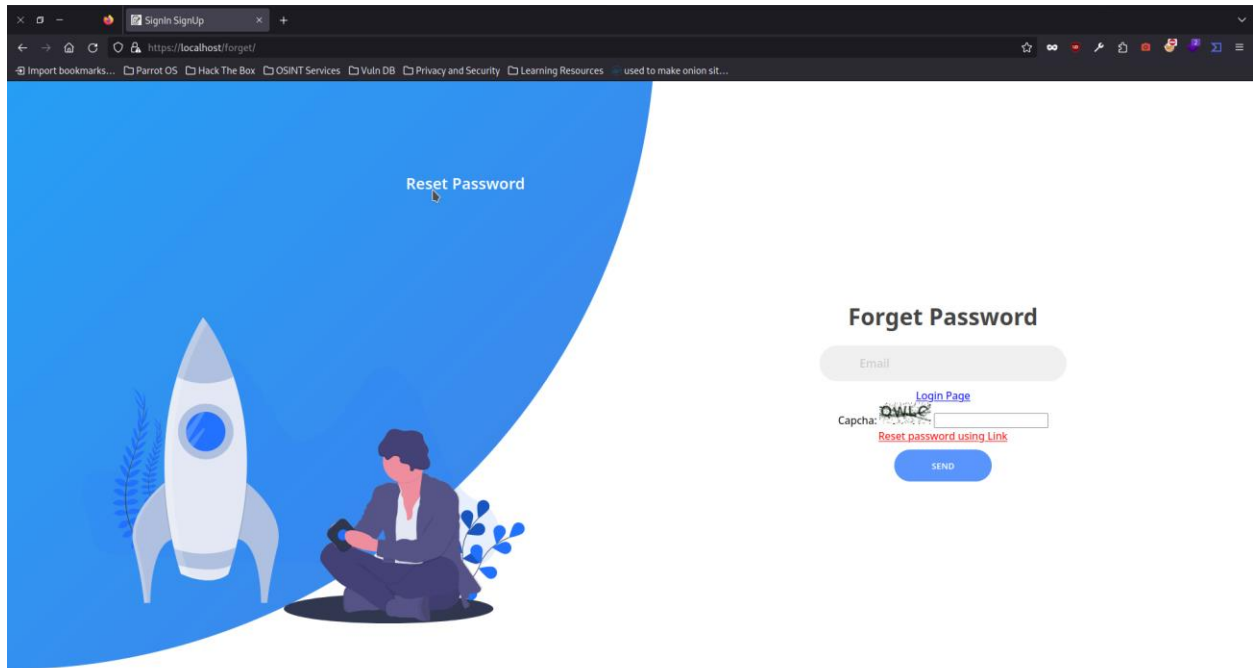 SignIn SignUp
https://localhost/forget/
Import bookmarks... Parrot OS Hack The Box OSINT Services Vuln DB Privacy and Security Learning Resources used to make onion sit...
Reset Password
Forget Password
Email
Login Page
Capcha:
Reset password using Link
SEND